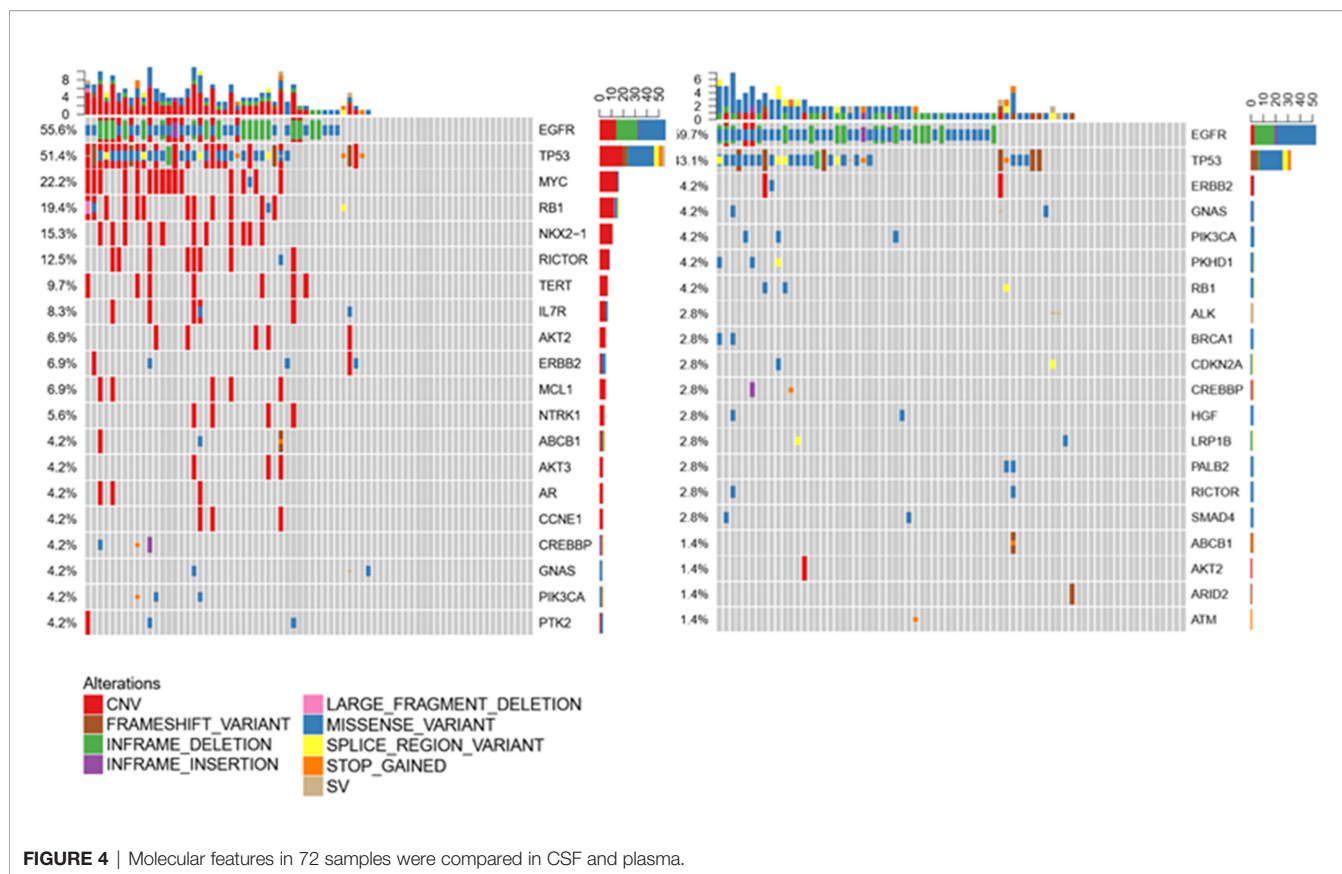 8
4
0
0 10 20 30 40 50
55.6% EGFR
51.4% TP53
22.2% MYC
19.4% RB1
15.3% NKX2−1
12.5% RICTOR
9.7% TERT
8.3% IL7R
6.9% AKT2
6.9% ERBB2
6.9% MCL1
5.6% NTRK1
4.2% ABCB1
4.2% AKT3
4.2% AR
4.2% CCNE1
4.2% CREBBP
4.2% GNAS
4.2% PIK3CA
4.2% PTK2
6
4
2
0
0 10 20 30 40 50
EGFR
TP53
4.2% ERBB2
4.2% GNAS
4.2% PIK3CA
4.2% PKHD1
4.2% RB1
2.8% ALK
2.8% BRCA1
2.8% CDKN2A
2.8% CREBBP
2.8% HGF
2.8% LRP1B
2.8% PALB2
2.8% RICTOR
2.8% SMAD4
1.4% ABCB1
1.4% AKT2
1.4% ARID2
1.4% ATM
Alterations
CNV
FRAMESHIFT_VARIANT
INFRAME_DELETION
INFRAME_INSERTION
LARGE_FRAGMENT_DELETION
MISSENSE_VARIANT
SPLICE_REGION_VARIANT
STOP_GAINED
SV
FIGURE 4 | Molecular features in 72 samples were compared in CSF and plasma.